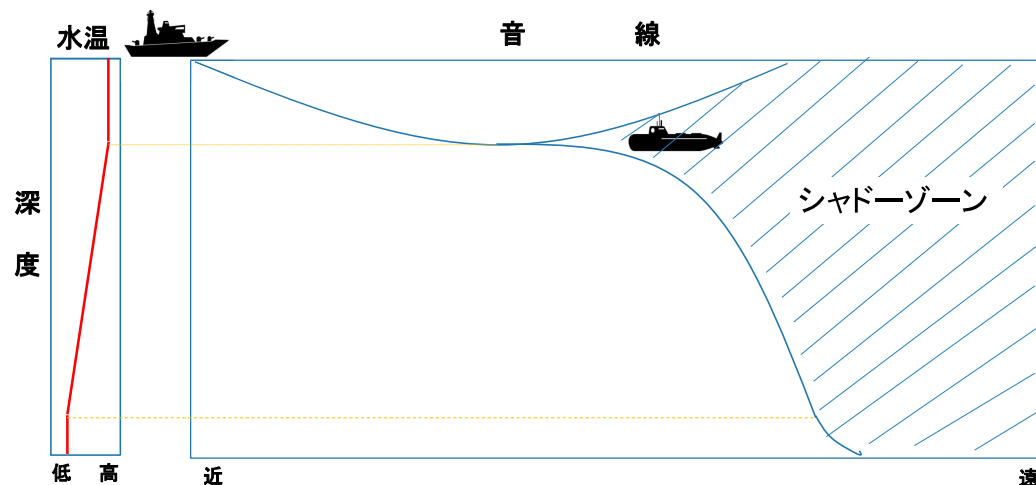 水温
音線
深度
シャドーゾーン
低 高
近
遠